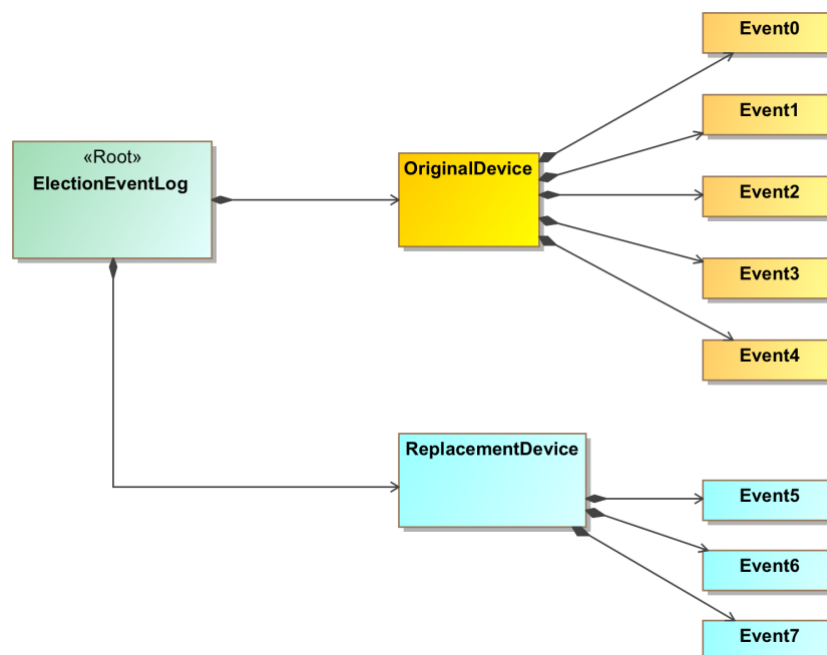 «Root»
ElectionEventLog
OriginalDevice
Event0
Event1
Event2
Event3
Event4
ReplacementDevice
Event5
Event6
Event7